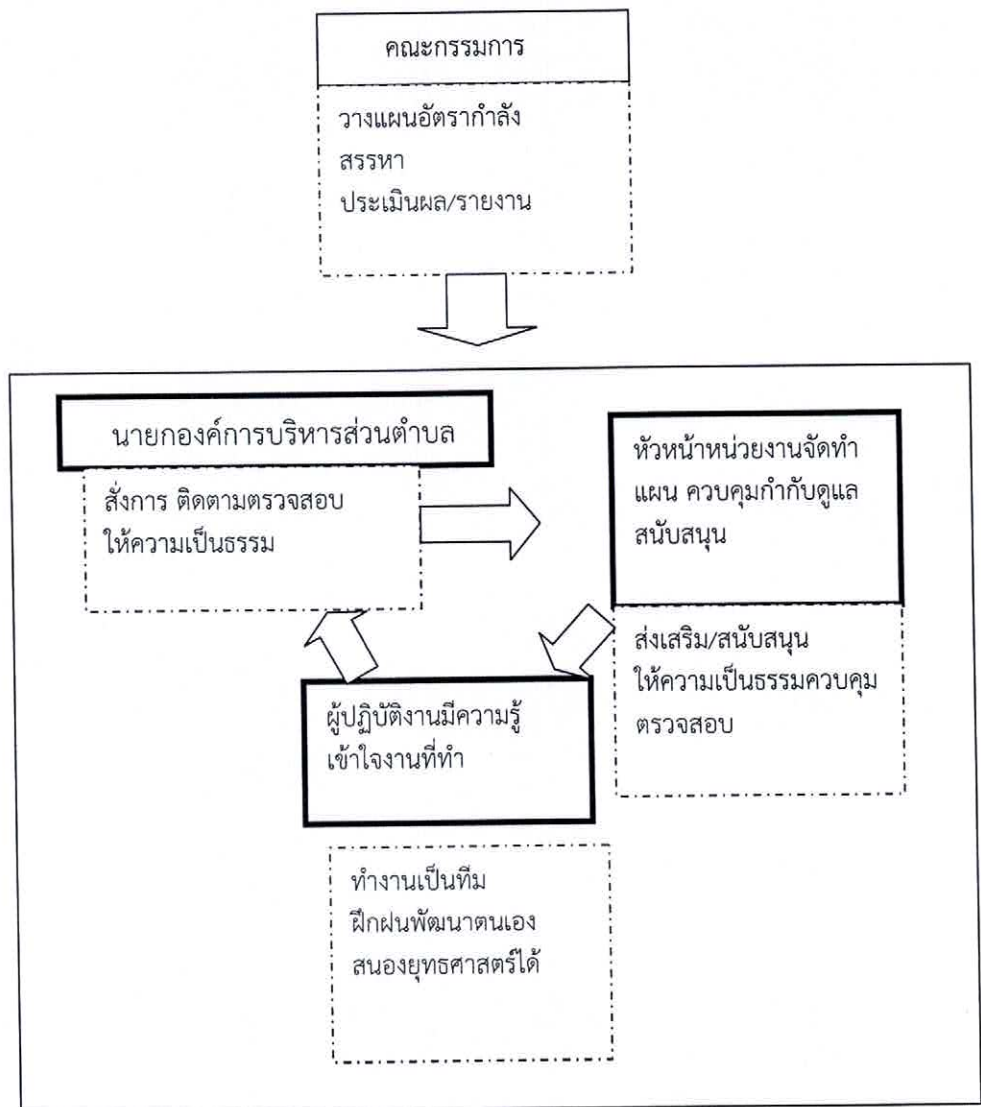 คณะกรรมการ
วางแผนอัตรากำลัง
สรรหา
ประเมินผล/รายงาน
นายกองค์การบริหารส่วนตำบล
สั่งการ ติดตามตรวจสอบ
ให้ความเป็นธรรม
หัวหน้าหน่วยงานจัดทำ
แผน ควบคุมกำกับดูแล
สนับสนุน
ส่งเสริม/สนับสนุน
ให้ความเป็นธรรมควบคุม
ตรวจสอบ
ผู้ปฏิบัติงานมีความรู้
เข้าใจงานที่ทำ
ทำงานเป็นทีม
ฝึกฝนพัฒนาตนเอง
สนองยุทธศาสตร์ได้